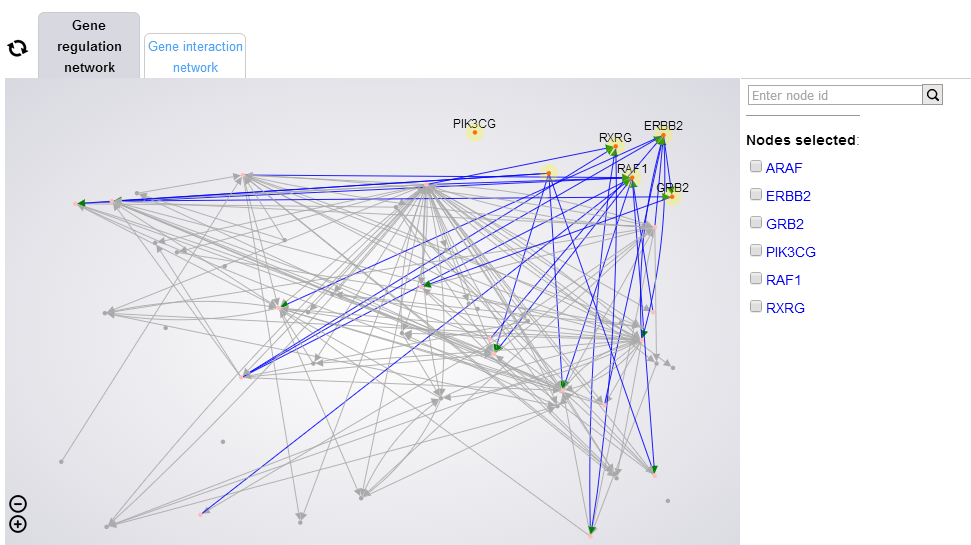 Gene
regulation
network
Gene interaction
network
Enter node id
Nodes selected:
ARAF
ERBB2
GRB2
PIK3CG
RAF1
RXRG
PIK3CG
ERBB2
RXRG
RAF1
GRB2